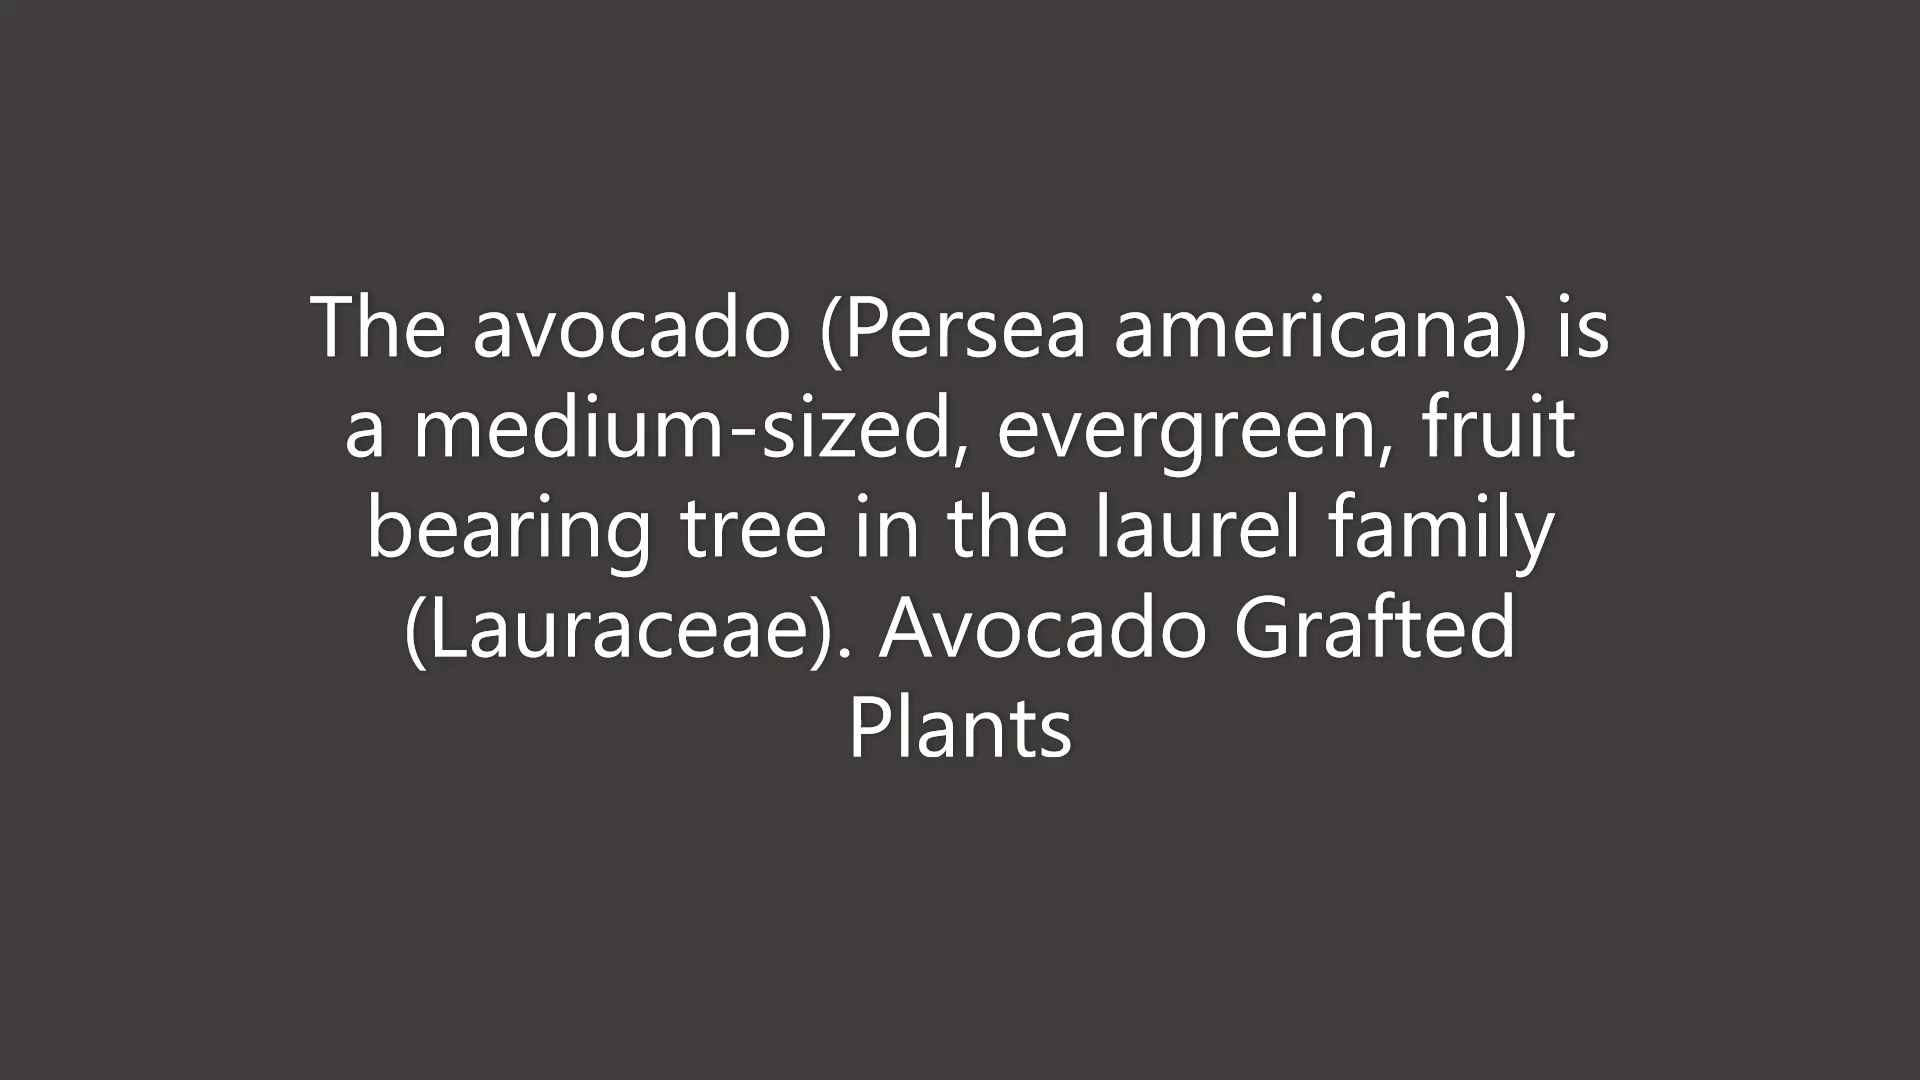 The avocado (Persea americana) is
a medium-sized, evergreen, fruit
bearing tree in the laurel family
(Lauraceae). Avocado Grafted
Plants